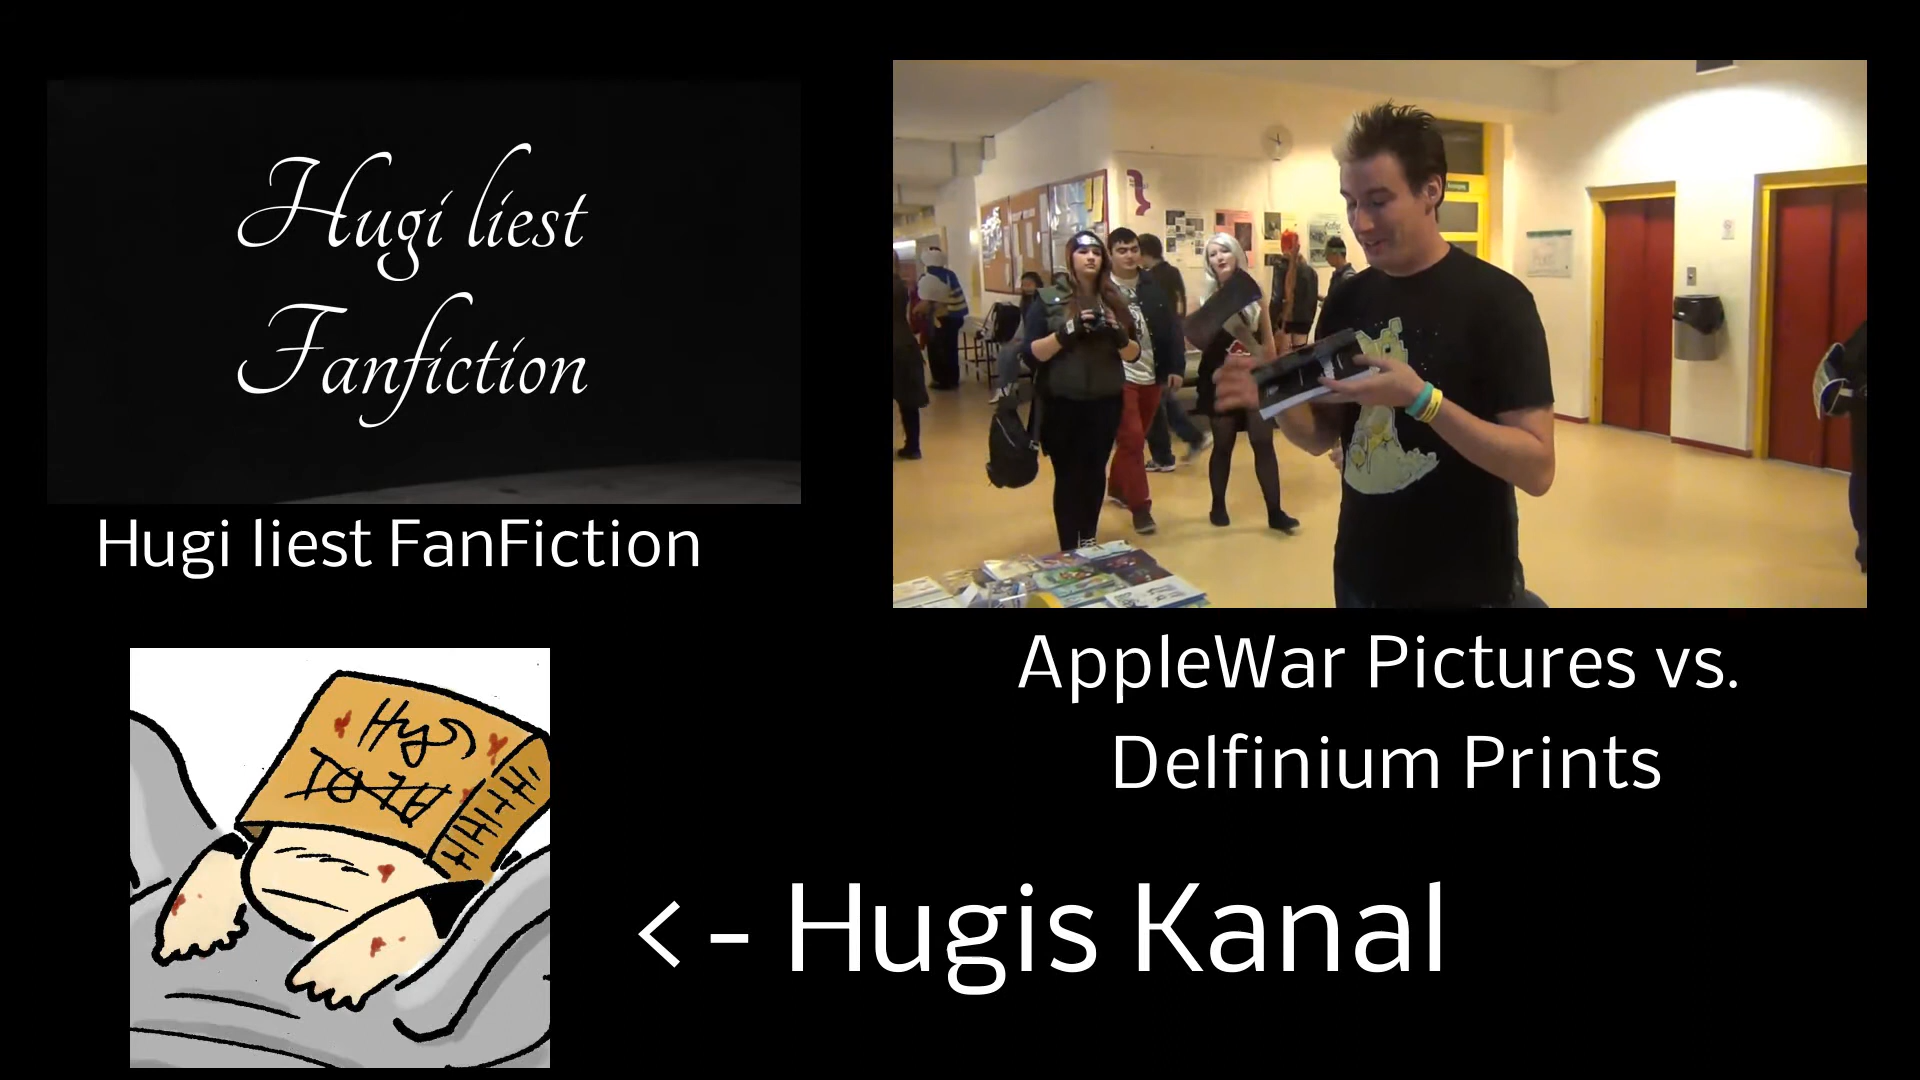 Hugi liest
Fanfiction
Hugi liest FanFiction
AppleWar Pictures vs.
Delfinium Prints
<- Hugis Kanal